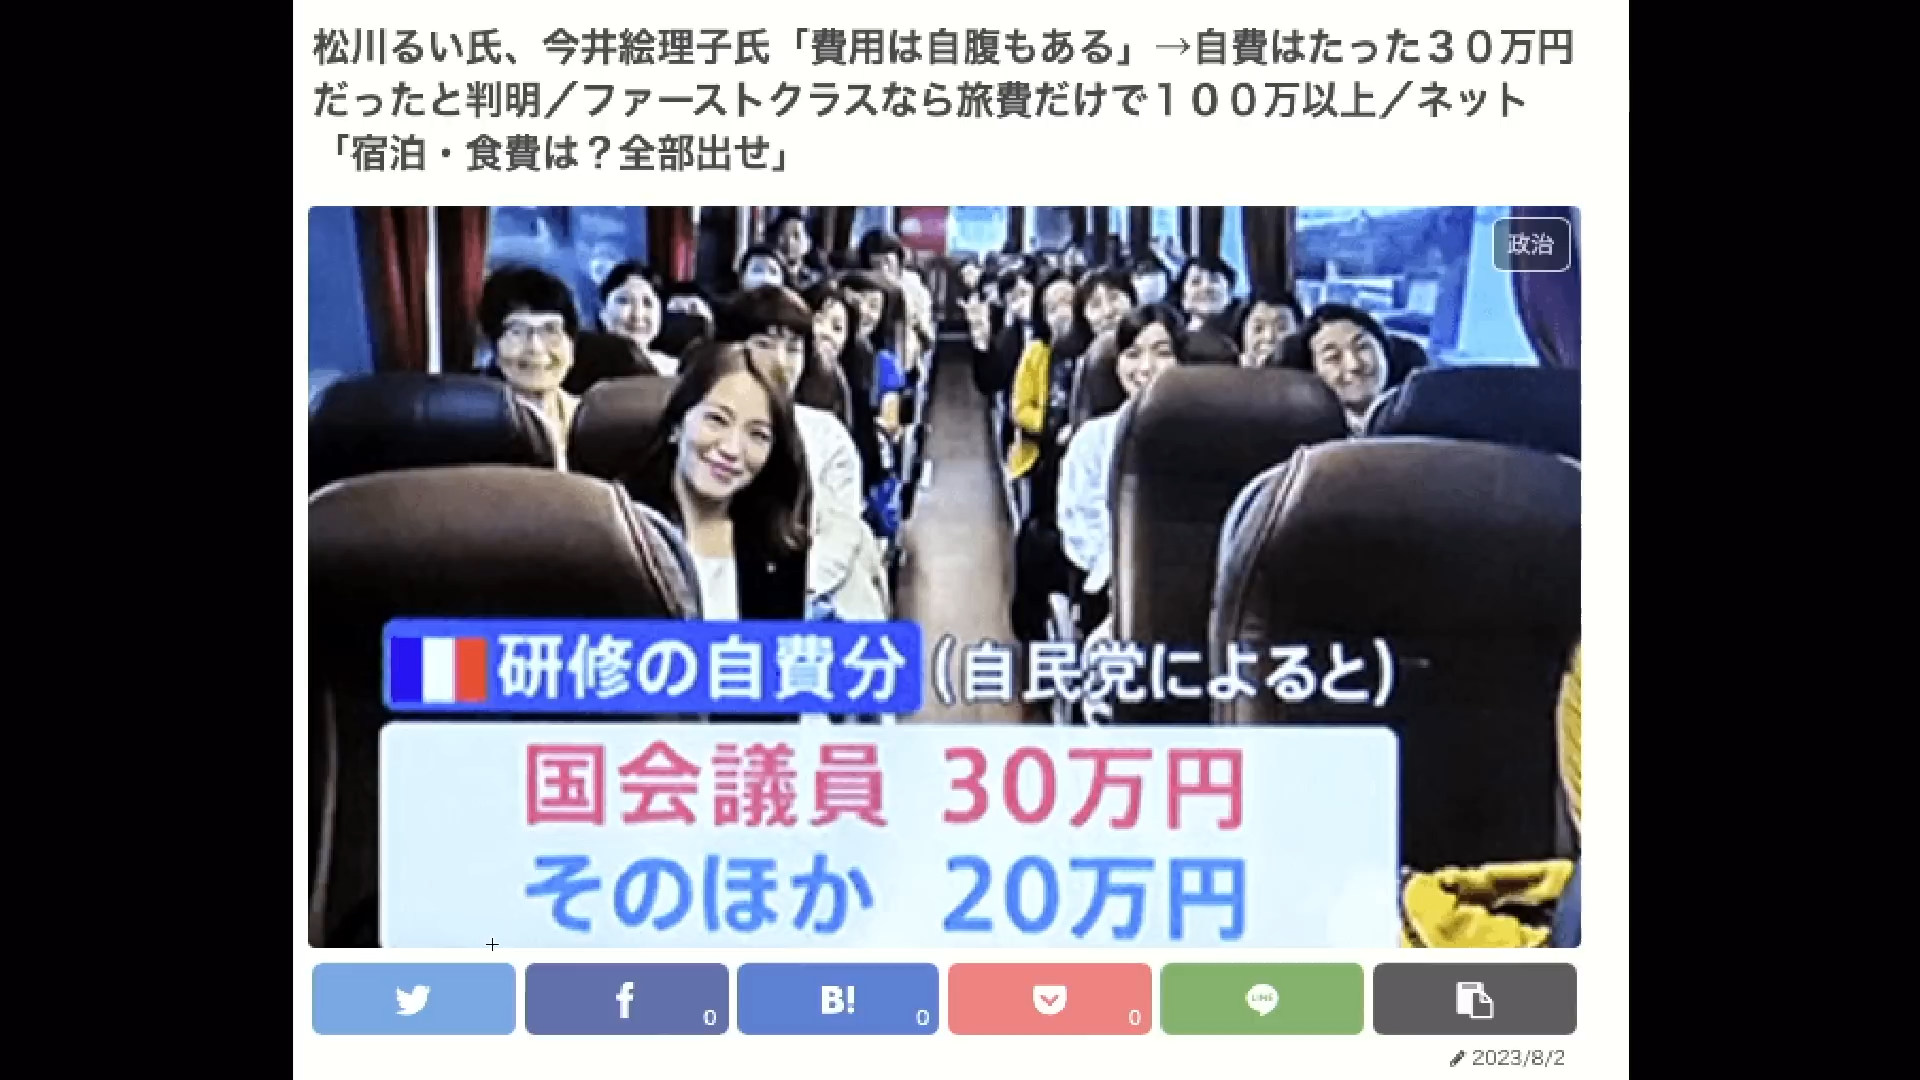 松川るい氏、今井絵理子氏「費用は自腹もある」→自費はたった３０万円
だったと判明／ファーストクラスなら旅費だけで１００万以上／ネット
「宿泊・食費は？全部出せ」
政治
研修の自費分 (自民党によると)
国会議員 30万円
そのほか 20万円
f 0
B! 0
0
LINE
2023/8/2